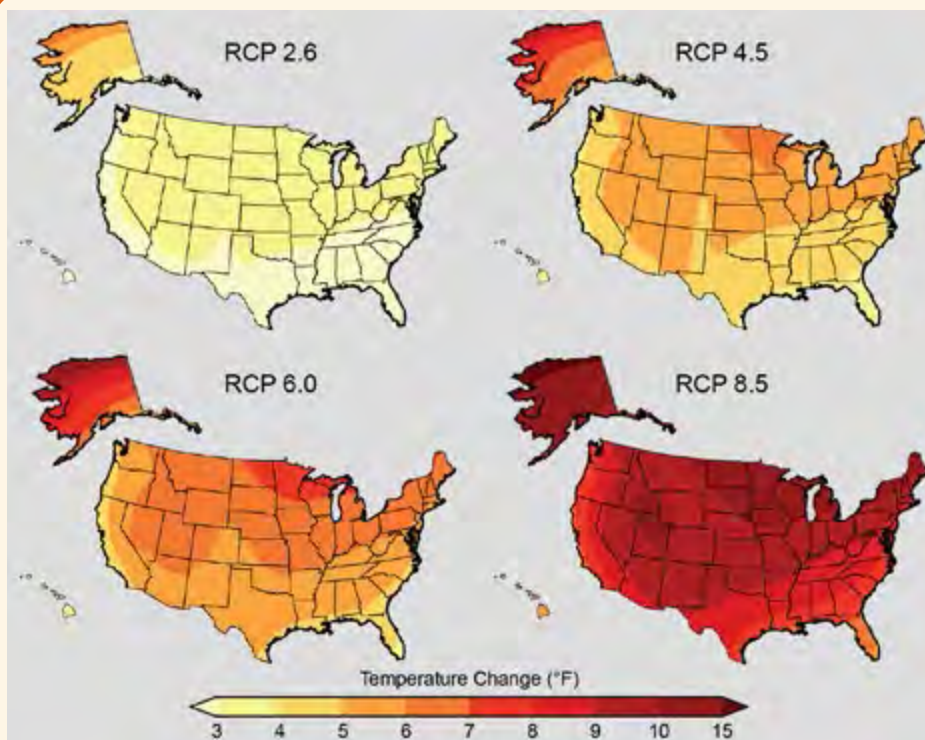 RCP 2.6
RCP 4.5
RCP 6.0
RCP 8.5
Temperature Change (°F)
3 4 5 6 7 8 9 10 15